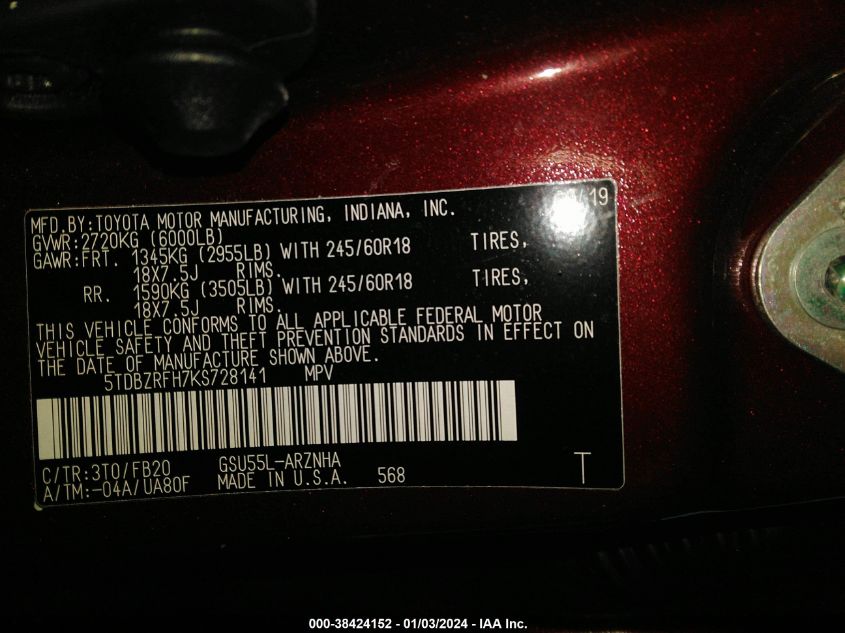 MFD.BY:TOYOTA MOTOR MANUFACTURING, INDIANA, INC. /19
GVWR:2720KG (6000LB)
GAWR:FRT. 1345KG (2955LB) WITH 245/60R18 TIRES,
18X7.5J RIMS.
RR. 1590KG (3505LB) WITH 245/60R18 TIRES,
18X7.5J RIMS.
THIS VEHICLE CONFORMS TO ALL APPLICABLE FEDERAL MOTOR
VEHICLE SAFETY AND THEFT PREVENTION STANDARDS IN EFFECT ON
THE DATE OF MANUFACTURE SHOWN ABOVE.
5TDBZRFH7KS728141 MPV
C/TR:3T0/FB20 GSU55L-ARZNHA
A/TM:-04A/UA80F MADE IN U.S.A. 568 T
000-38424152 - 01/03/2024 - IAA Inc.